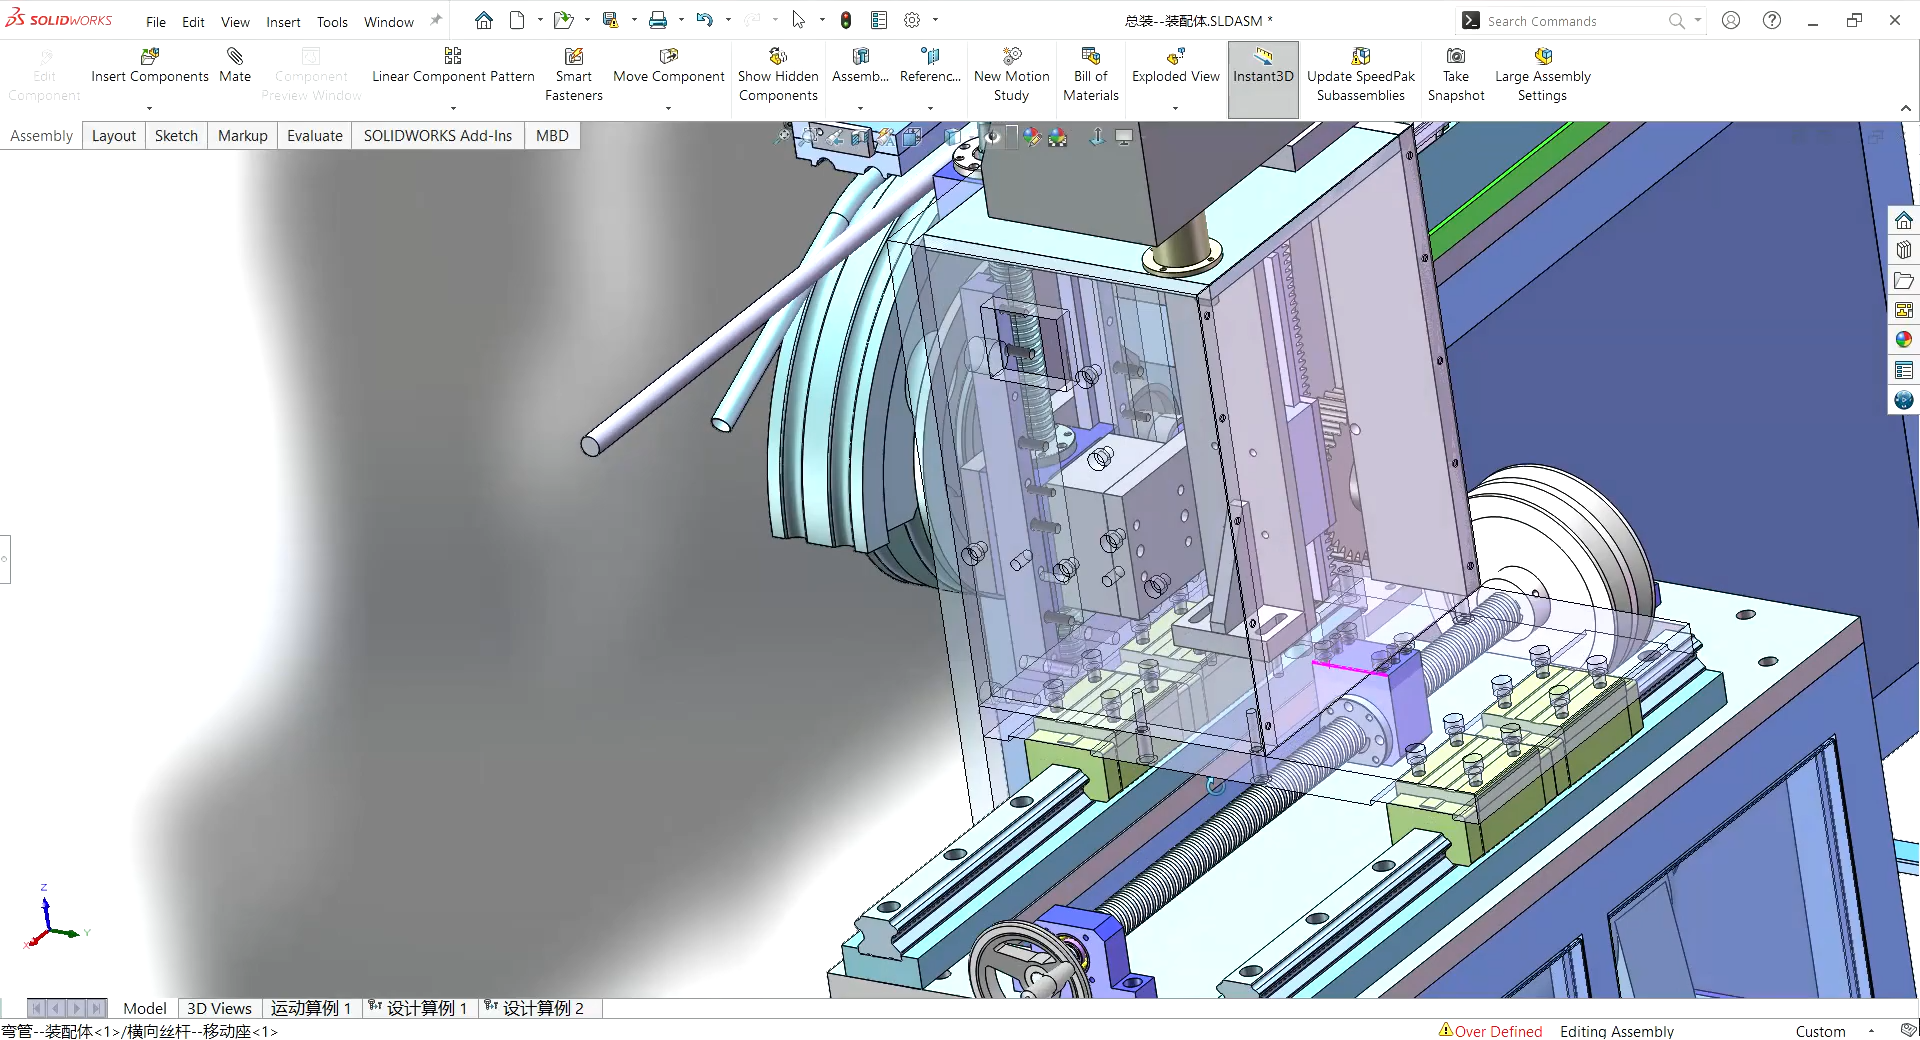 SOLIDWORKS File Edit View Insert Tools Window 总装--装配体.SLDASM * Search Commands
Edit Component
Insert Components
Mate
Component Preview Window
Linear Component Pattern
Smart Fasteners
Move Component
Show Hidden Components
Assemb...
Referenc...
New Motion Study
Bill of Materials
Exploded View
Instant3D
Update SpeedPak Subassemblies
Take Snapshot
Large Assembly Settings
Assembly Layout Sketch Markup Evaluate SOLIDWORKS Add-Ins MBD
Z
Y
X
Model 3D Views 运动算例 1 设计算例 1 设计算例 2
弯管--装配体<1>/横向丝杆--移动座<1> Over Defined Editing Assembly Custom